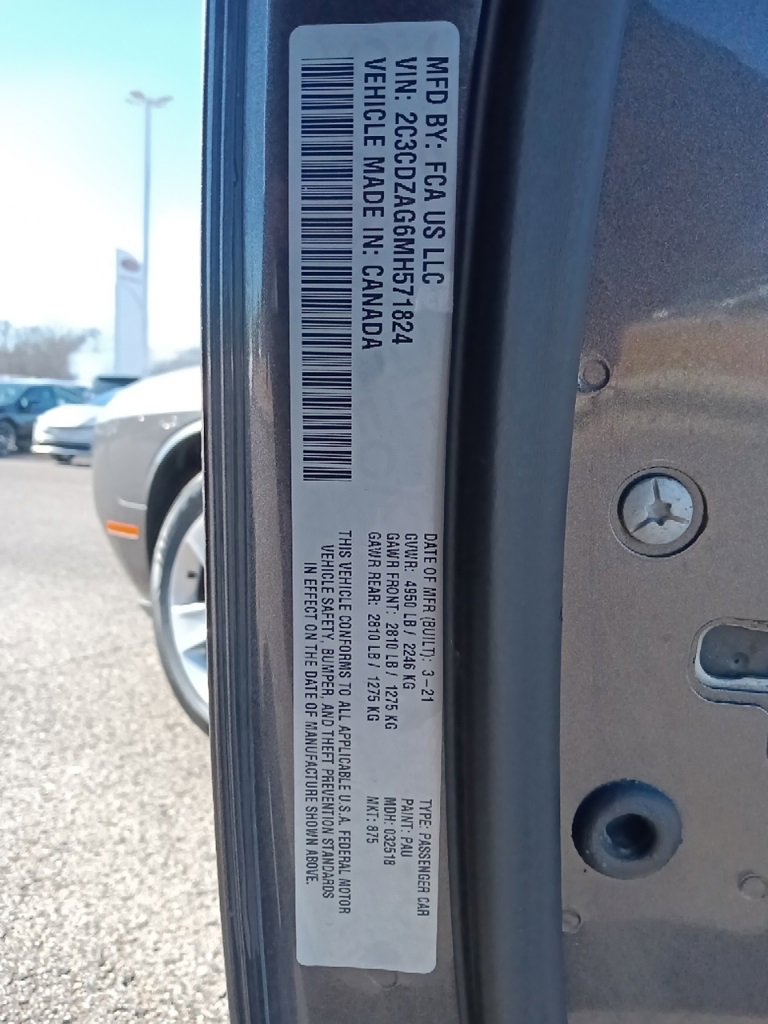 MFD BY: FCA US LLC
VIN: 2C3CDZAG6MH571824
VEHICLE MADE IN: CANADA
DATE OF MFR (BUILT): 3-21
GVWR: 4950 LB / 2246 KG
GAWR FRONT: 2810 LB / 1275 KG
GAWR REAR: 2810 LB / 1275 KG
THIS VEHICLE CONFORMS TO ALL APPLICABLE U.S.A. FEDERAL MOTOR
VEHICLE SAFETY, BUMPER, AND THEFT PREVENTION STANDARDS
IN EFFECT ON THE DATE OF MANUFACTURE SHOWN ABOVE.
TYPE: PASSENGER CAR
PAINT: PAU
MDH: 032518
MKT: 875